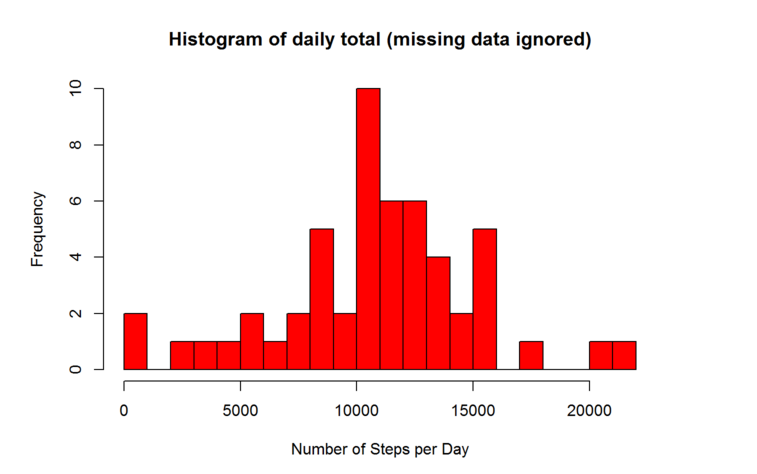 Histogram of daily total (missing data ignored)
10
8
6
4
2
0
Frequency
0 5000 10000 15000 20000
Number of Steps per Day